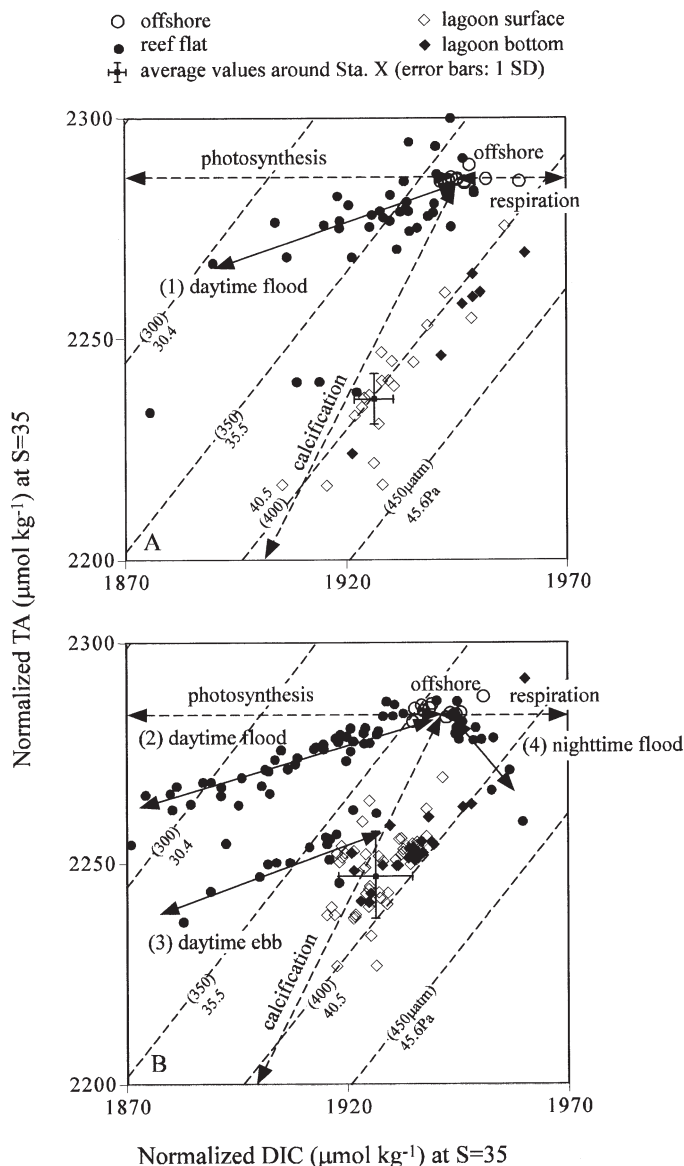 offshore
lagoon surface
reef flat
lagoon bottom
average values around Sta. X (error bars: 1 SD)
2300
photosynthesis
offshore
respiration
(1) daytime flood
(300)
30.4
2250
(350)
35.5
calcification
40.5
(400)
(450μatm)
45.6Pa
A
2200
1870
1920
1970
Normalized TA (μmol kg⁻¹) at S=35
2300
photosynthesis
offshore
respiration
(2) daytime flood
(4) nighttime flood
(300)
30.4
2250
(3) daytime ebb
(350)
35.5
calcification
(400)
40.5
(450μatm)
45.6Pa
B
2200
1870
1920
1970
Normalized DIC (μmol kg⁻¹) at S=35